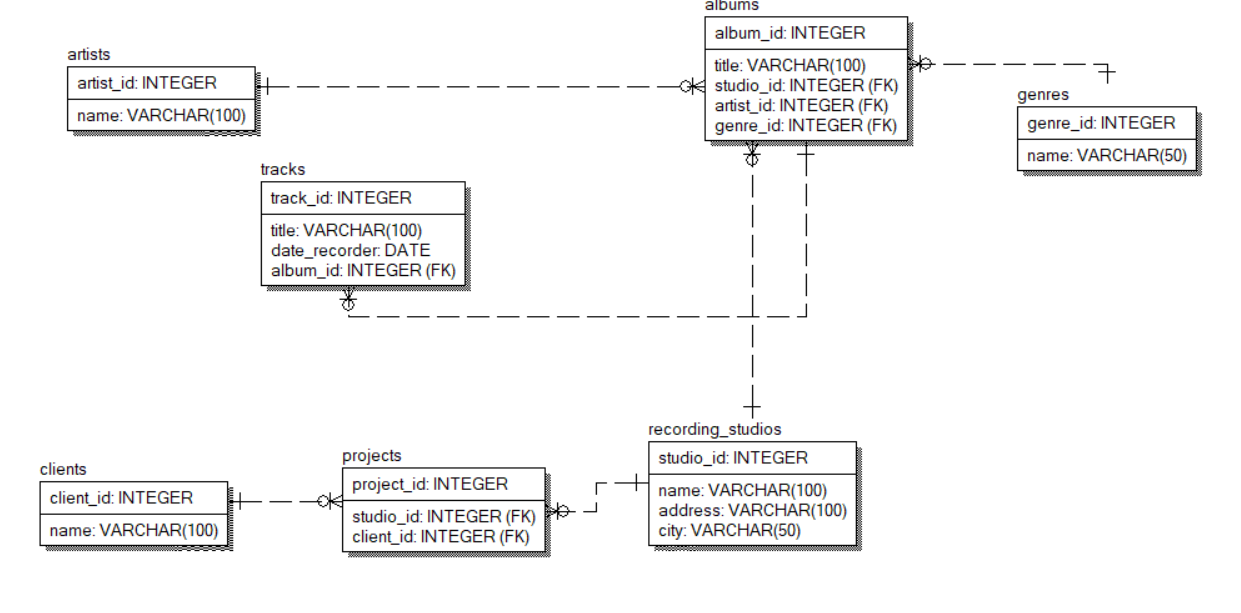 albums
album_id: INTEGER
title: VARCHAR(100)
studio_id: INTEGER (FK)
artist_id: INTEGER (FK)
genre_id: INTEGER (FK)
artists
artist_id: INTEGER
name: VARCHAR(100)
genres
genre_id: INTEGER
name: VARCHAR(50)
tracks
track_id: INTEGER
title: VARCHAR(100)
date_recorder: DATE
album_id: INTEGER (FK)
recording_studios
studio_id: INTEGER
name: VARCHAR(100)
address: VARCHAR(100)
city: VARCHAR(50)
projects
project_id: INTEGER
studio_id: INTEGER (FK)
client_id: INTEGER (FK)
clients
client_id: INTEGER
name: VARCHAR(100)